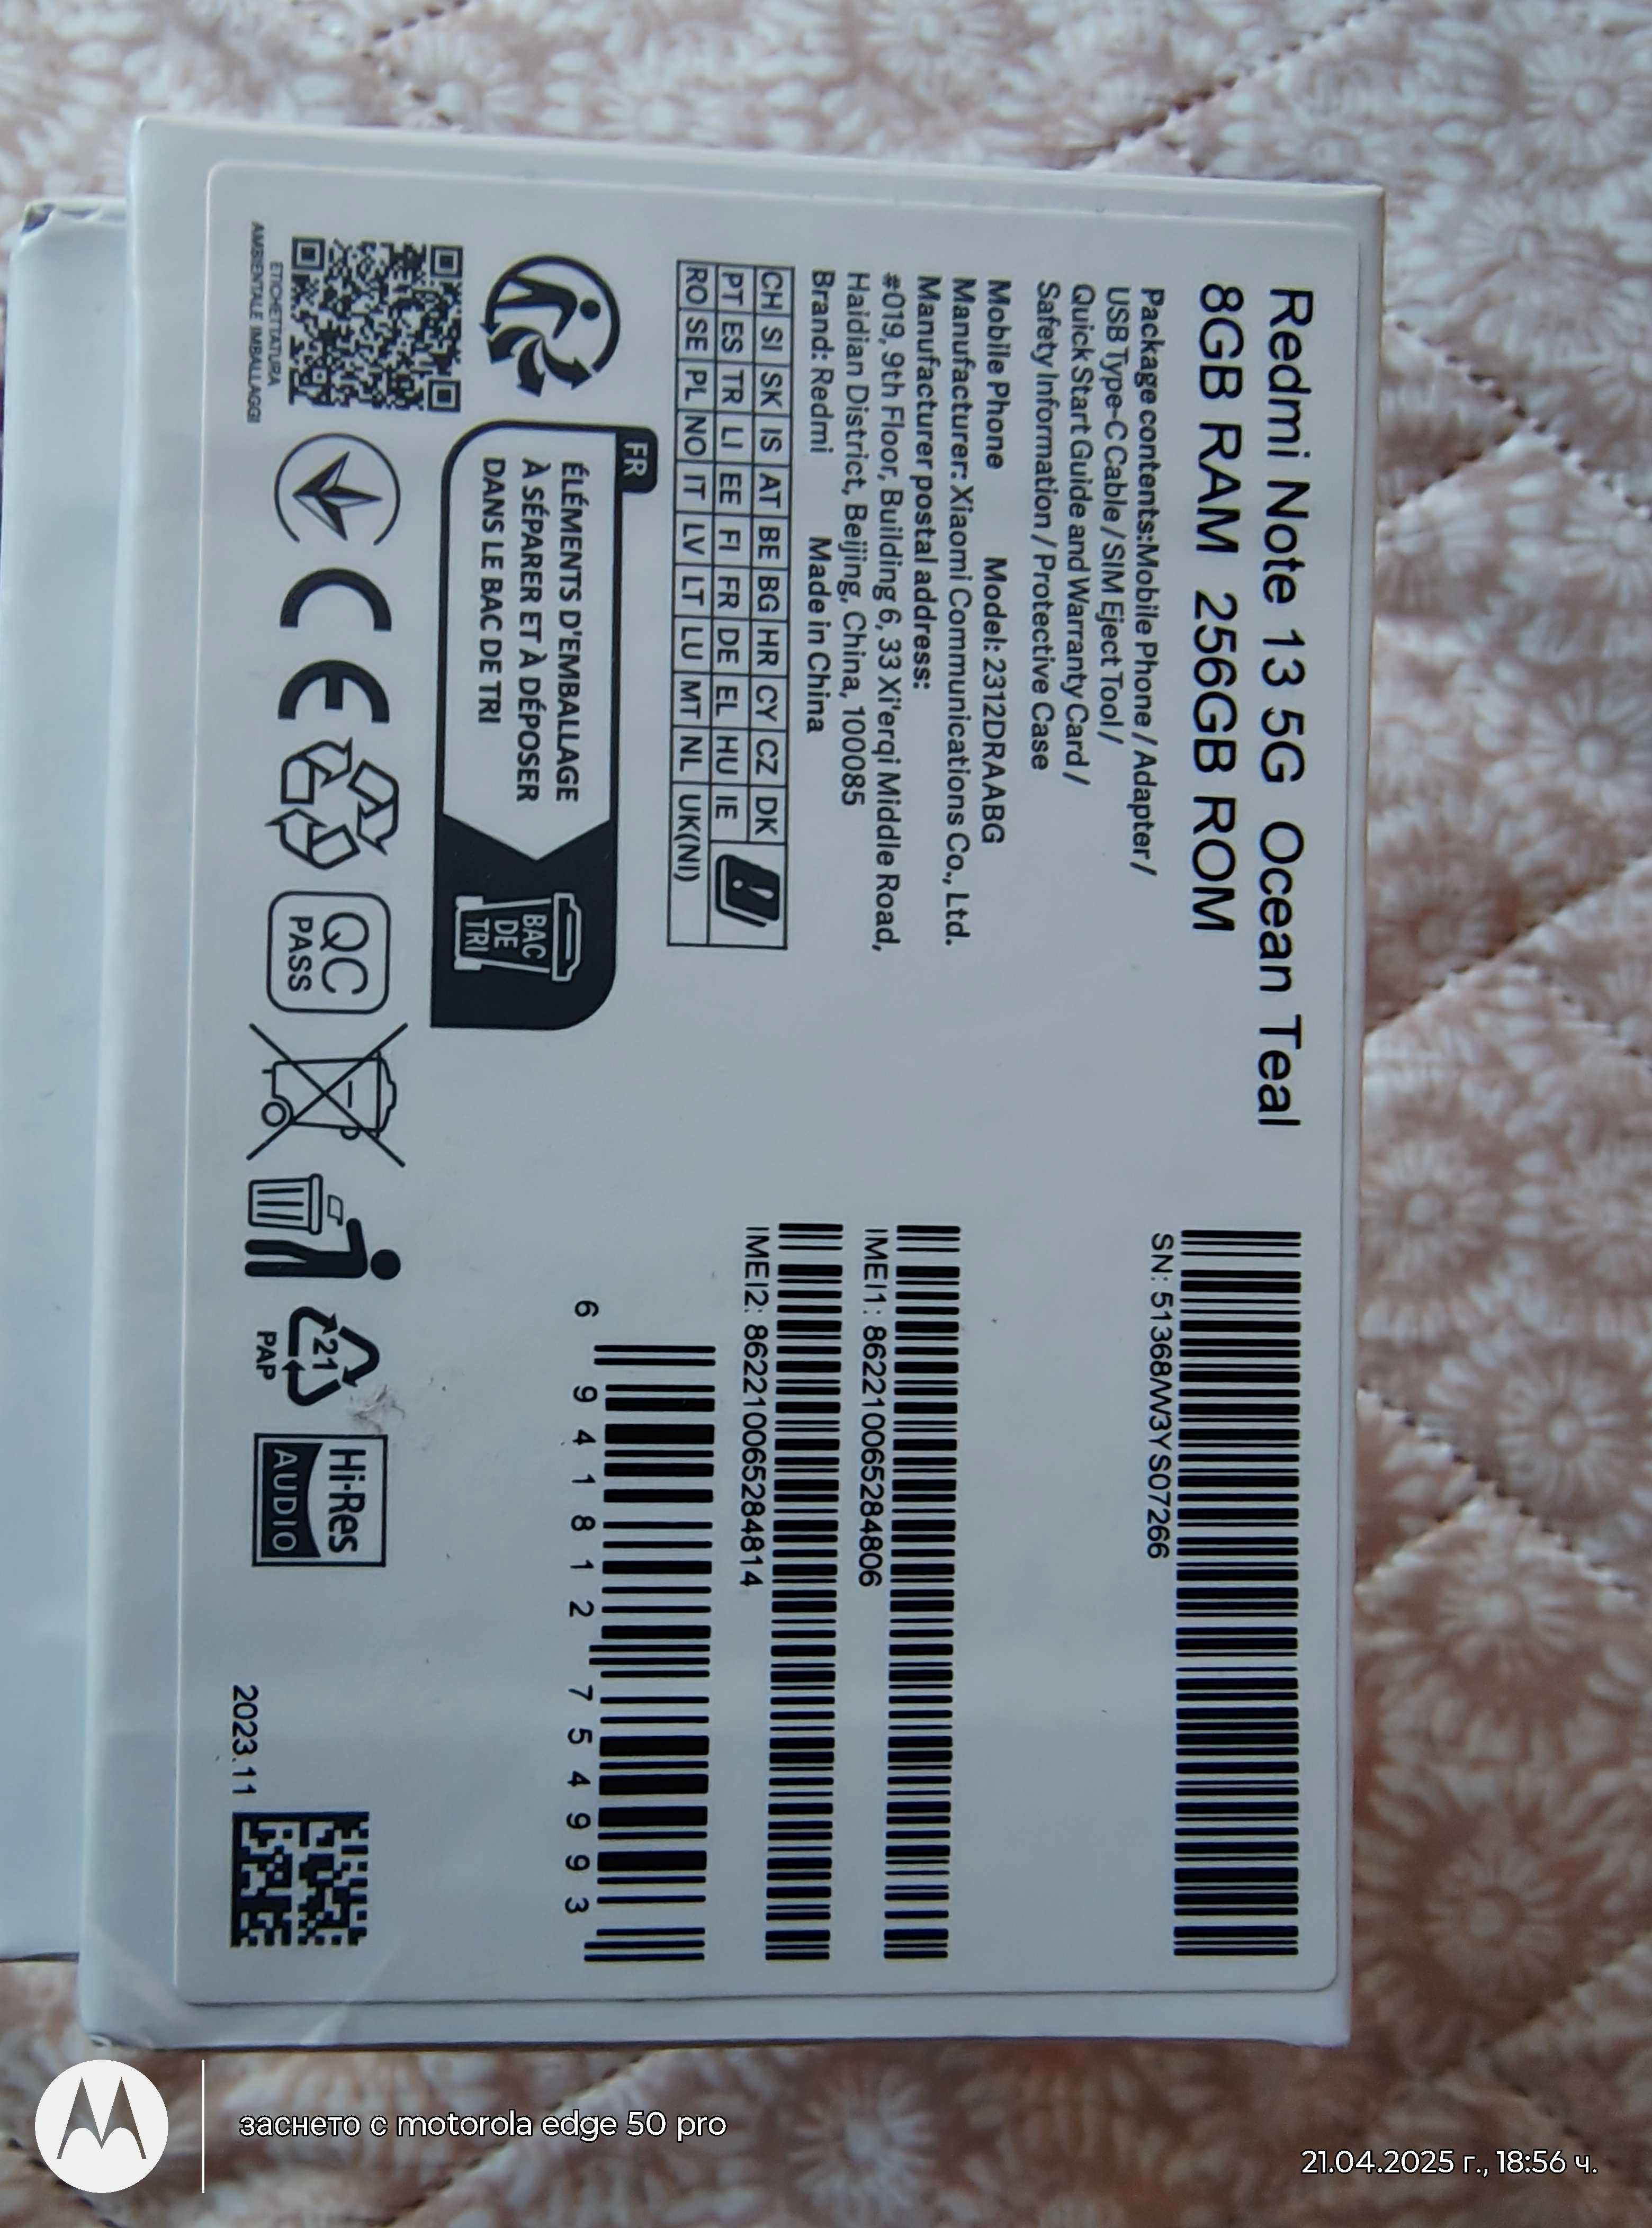 Redmi Note 13 5G Ocean Teal
8GB RAM 256GB ROM
Package contents:Mobile Phone / Adapter /
USB Type-C Cable / SIM Eject Tool /
Quick Start Guide and Warranty Card /
Safety Information / Protective Case
Mobile Phone Model: 2312DRAABG
Manufacturer: Xiaomi Communications Co., Ltd.
Manufacturer postal address:
#019, 9th Floor, Building 6, 33 Xi'erqi Middle Road,
Haidian District, Beijing, China, 100085
Brand: Redmi Made in China
CH SI SK IS AT BE BG HR CY CZ DK
PT ES TR LI EE FI FR DE EL HU IE
RO SE PL NO IT LV LT LU MT NL UK(NI)
SN: 51368/W3YS07266
IMEI1: 862210065284806
IMEI2: 862210065284814
6 941812 754993
FR
ÉLÉMENTS D'EMBALLAGE
À SÉPARER ET À DÉPOSER
DANS LE BAC DE TRI
BAC
DE
TRI
ETICHETTATURA
AMBIENTALE IMBALLAGGI
CE
QC
PASS
21
PAP
Hi-Res
AUDIO
2023.11
заснето с motorola edge 50 pro
21.04.2025 г., 18:56 ч.